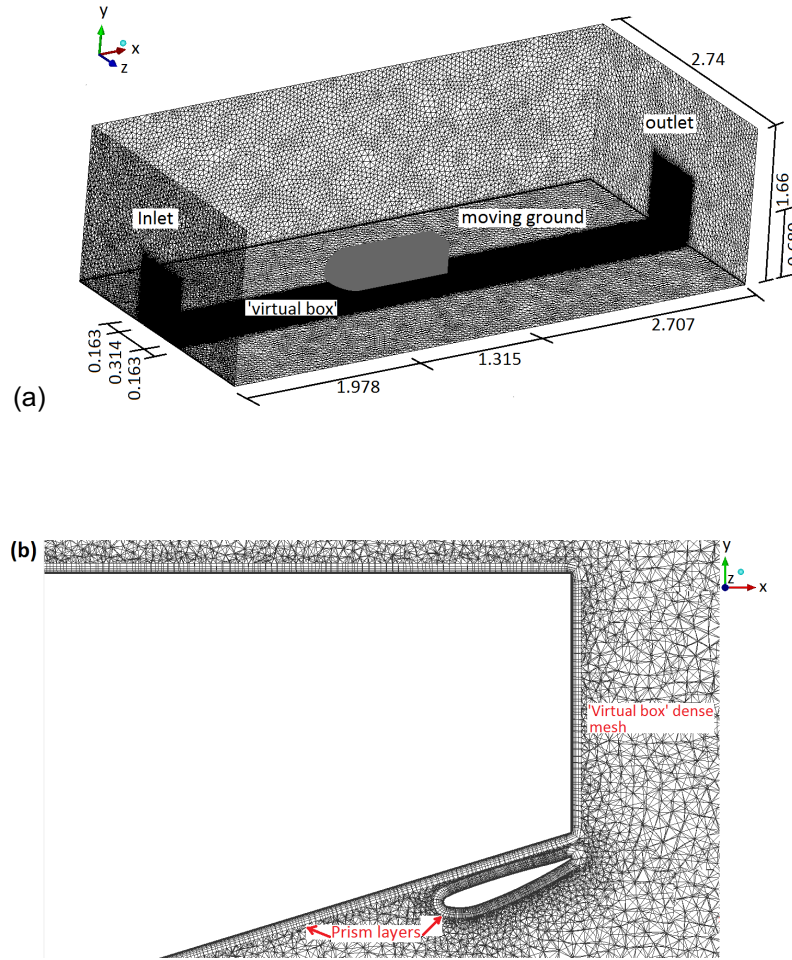 y
x
z
2.74
outlet
Inlet
1.66
moving ground
'virtual box'
0.163
0.314
0.163
2.707
1.315
1.978
(a)
(b)
y
z
x
'Virtual box' dense
mesh
Prism layers